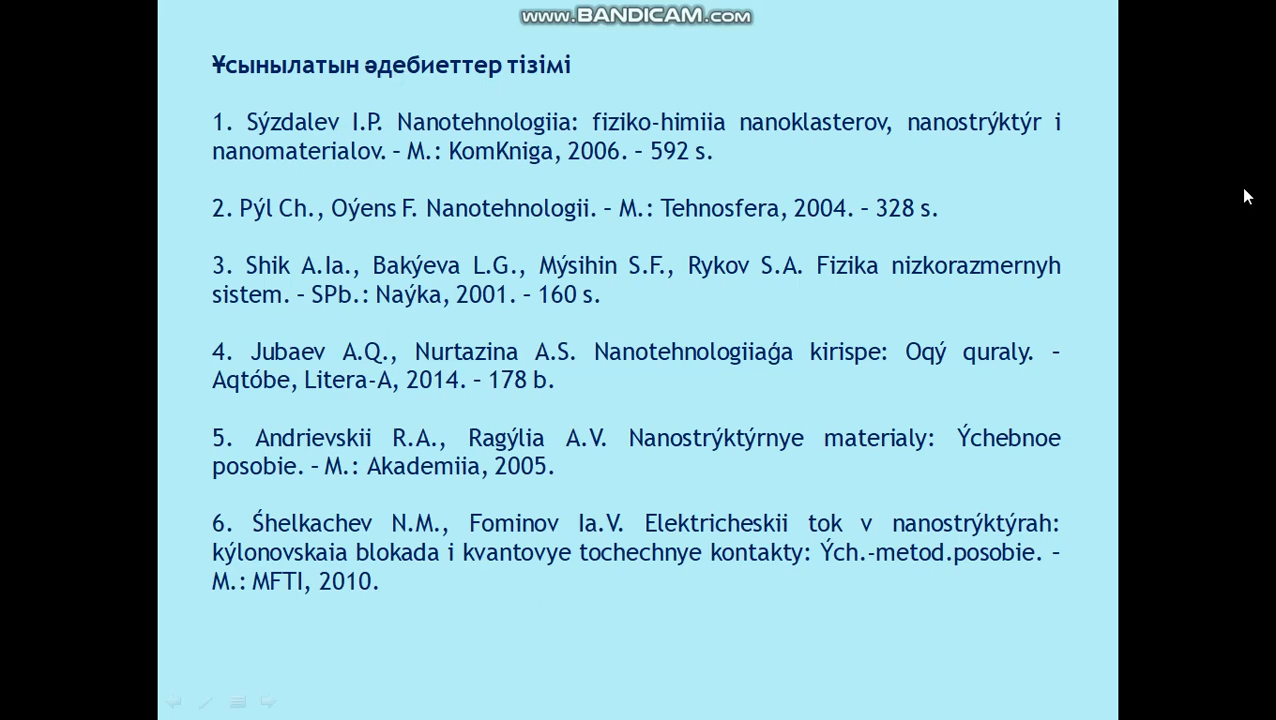 www.BANDICAM.com
Ұсынылатын әдебиеттер тізімі
1. Sýzdalev I.P. Nanotehnologiia: fiziko-himiia nanoklasterov, nanostrýktýr i
nanomaterialov. – M.: KomKniga, 2006. – 592 s.
2. Pýl Ch., Oýens F. Nanotehnologii. – M.: Tehnosfera, 2004. – 328 s.
3. Shik A.Ia., Bakýeva L.G., Mýsihin S.F., Rykov S.A. Fizika nizkorazmernyh
sistem. – SPb.: Naýka, 2001. – 160 s.
4. Jubaev A.Q., Nurtazina A.S. Nanotehnologiiaǵa kirispe: Oqý quraly. –
Aqtóbe, Litera-A, 2014. – 178 b.
5. Andrievskii R.A., Ragýlia A.V. Nanostrýktýrnye materialy: Ýchebnoe
posobie. – M.: Akademiia, 2005.
6. Śhelkachev N.M., Fominov Ia.V. Elektricheskii tok v nanostrýktýrah:
kýlonovskaia blokada i kvantovye tochechnye kontakty: Ých.-metod.posobie. –
M.: MFTI, 2010.